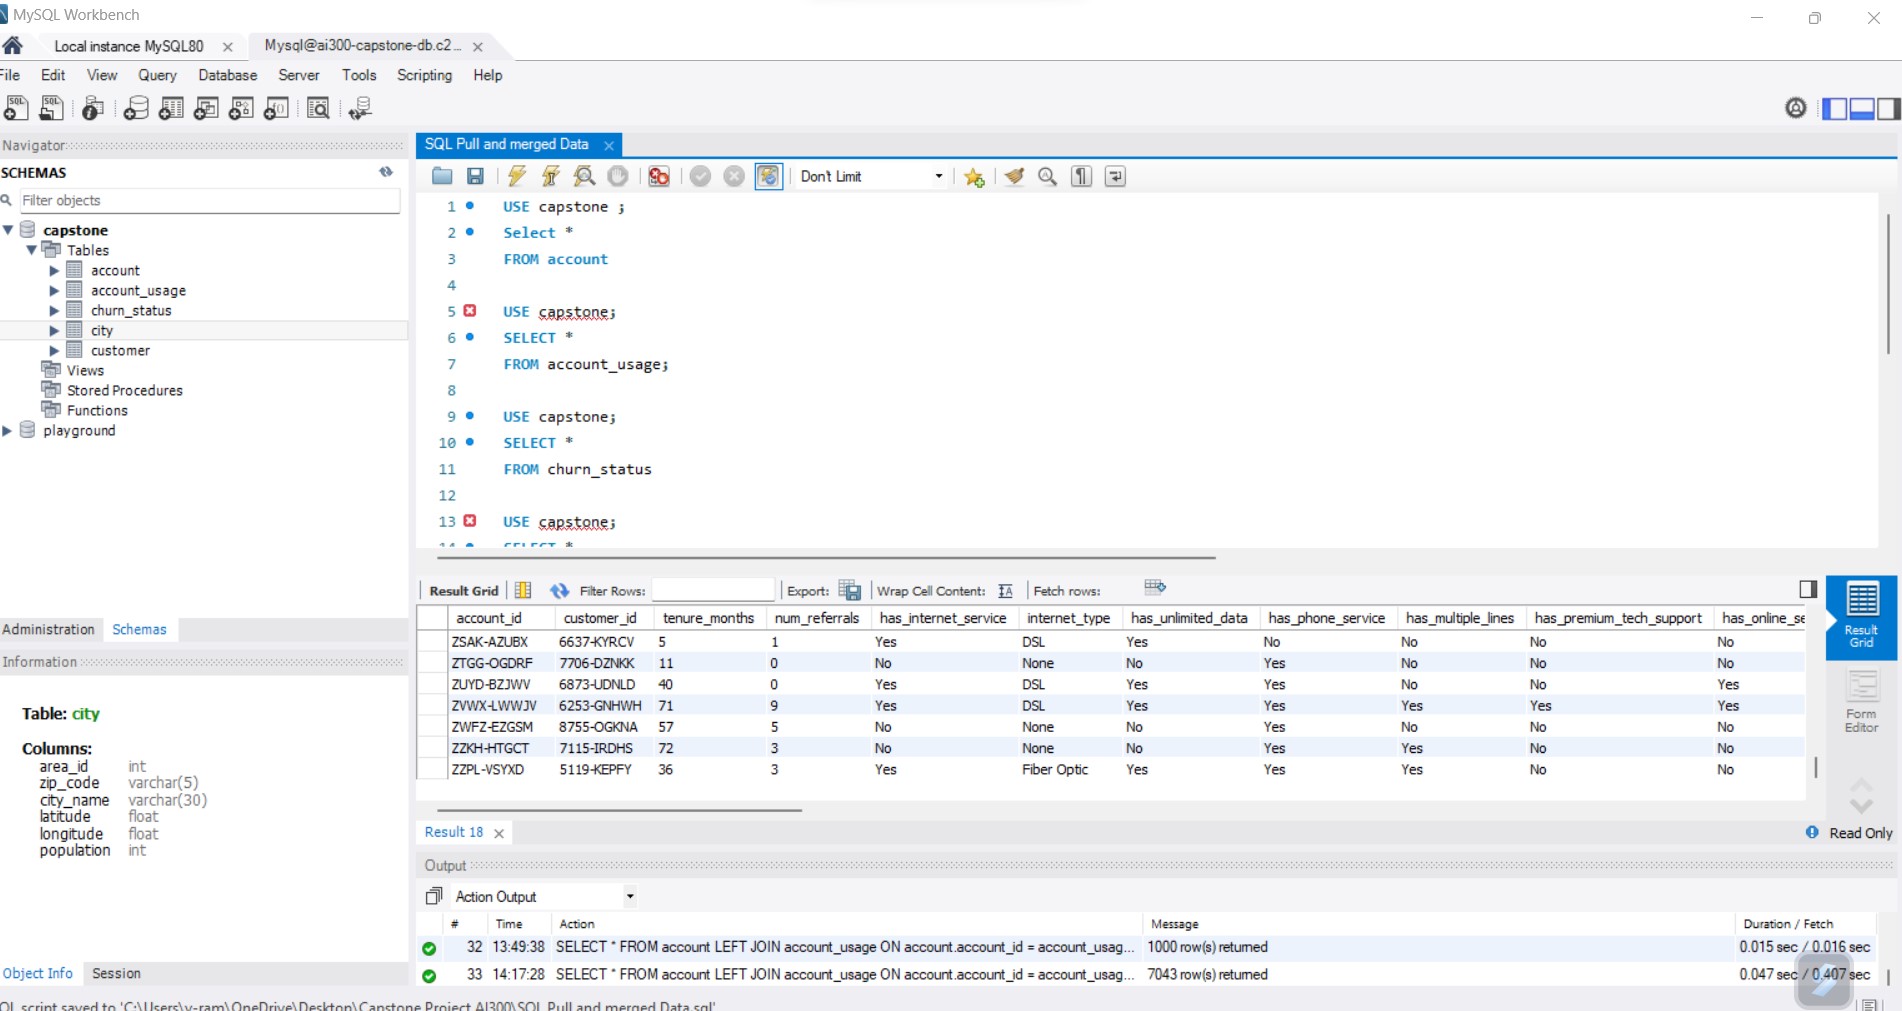 MySQL Workbench
Local instance MySQL80
Mysql@ai300-capstone-db.c2...
File Edit View Query Database Server Tools Scripting Help
Navigator
SCHEMAS
Filter objects
capstone
Tables
account
account_usage
churn_status
city
customer
Views
Stored Procedures
Functions
playground
Administration Schemas
Information
Table: city
Columns:
area_id int
zip_code varchar(5)
city_name varchar(30)
latitude float
longitude float
population int
Object Info Session
SQL Pull and merged Data
Don't Limit
1 USE capstone ;
2 Select *
3 FROM account
4
5 USE capstone;
6 SELECT *
7 FROM account_usage;
8
9 USE capstone;
10 SELECT *
11 FROM churn_status
12
13 USE capstone;
14 SELECT *
Result Grid Filter Rows: Export: Wrap Cell Content: Fetch rows:
account_id customer_id tenure_months num_referrals has_internet_service internet_type has_unlimited_data has_phone_service has_multiple_lines has_premium_tech_support has_online_se
ZSAK-AZUBX 6637-KYRCV 5 1 Yes DSL Yes No No No No
ZTGG-OGDRF 7706-DZNKK 11 0 No None No Yes No No No
ZUYD-BZJWV 6873-UDNLD 40 0 Yes DSL Yes Yes No No Yes
ZVWX-LWWJV 6253-GNHWH 71 9 Yes DSL Yes Yes Yes Yes Yes
ZWFZ-EZGSM 8755-OGKNA 57 5 No None No Yes No No No
ZZKH-HTGCT 7115-IRDHS 72 3 No None No Yes Yes No No
ZZPL-VSYXD 5119-KEPFY 36 3 Yes Fiber Optic Yes Yes Yes No No
Result Grid
Form Editor
Result 18
Read Only
Output
Action Output
# Time Action Message Duration / Fetch
32 13:49:38 SELECT * FROM account LEFT JOIN account_usage ON account.account_id = account_usag... 1000 row(s) returned 0.015 sec / 0.016 sec
33 14:17:28 SELECT * FROM account LEFT JOIN account_usage ON account.account_id = account_usag... 7043 row(s) returned 0.047 sec / 0.407 sec
QL script saved to 'C:\Users\v-ram\OneDrive\Desktop\Capstone Project AI300\SQL Pull and merged Data.sql'